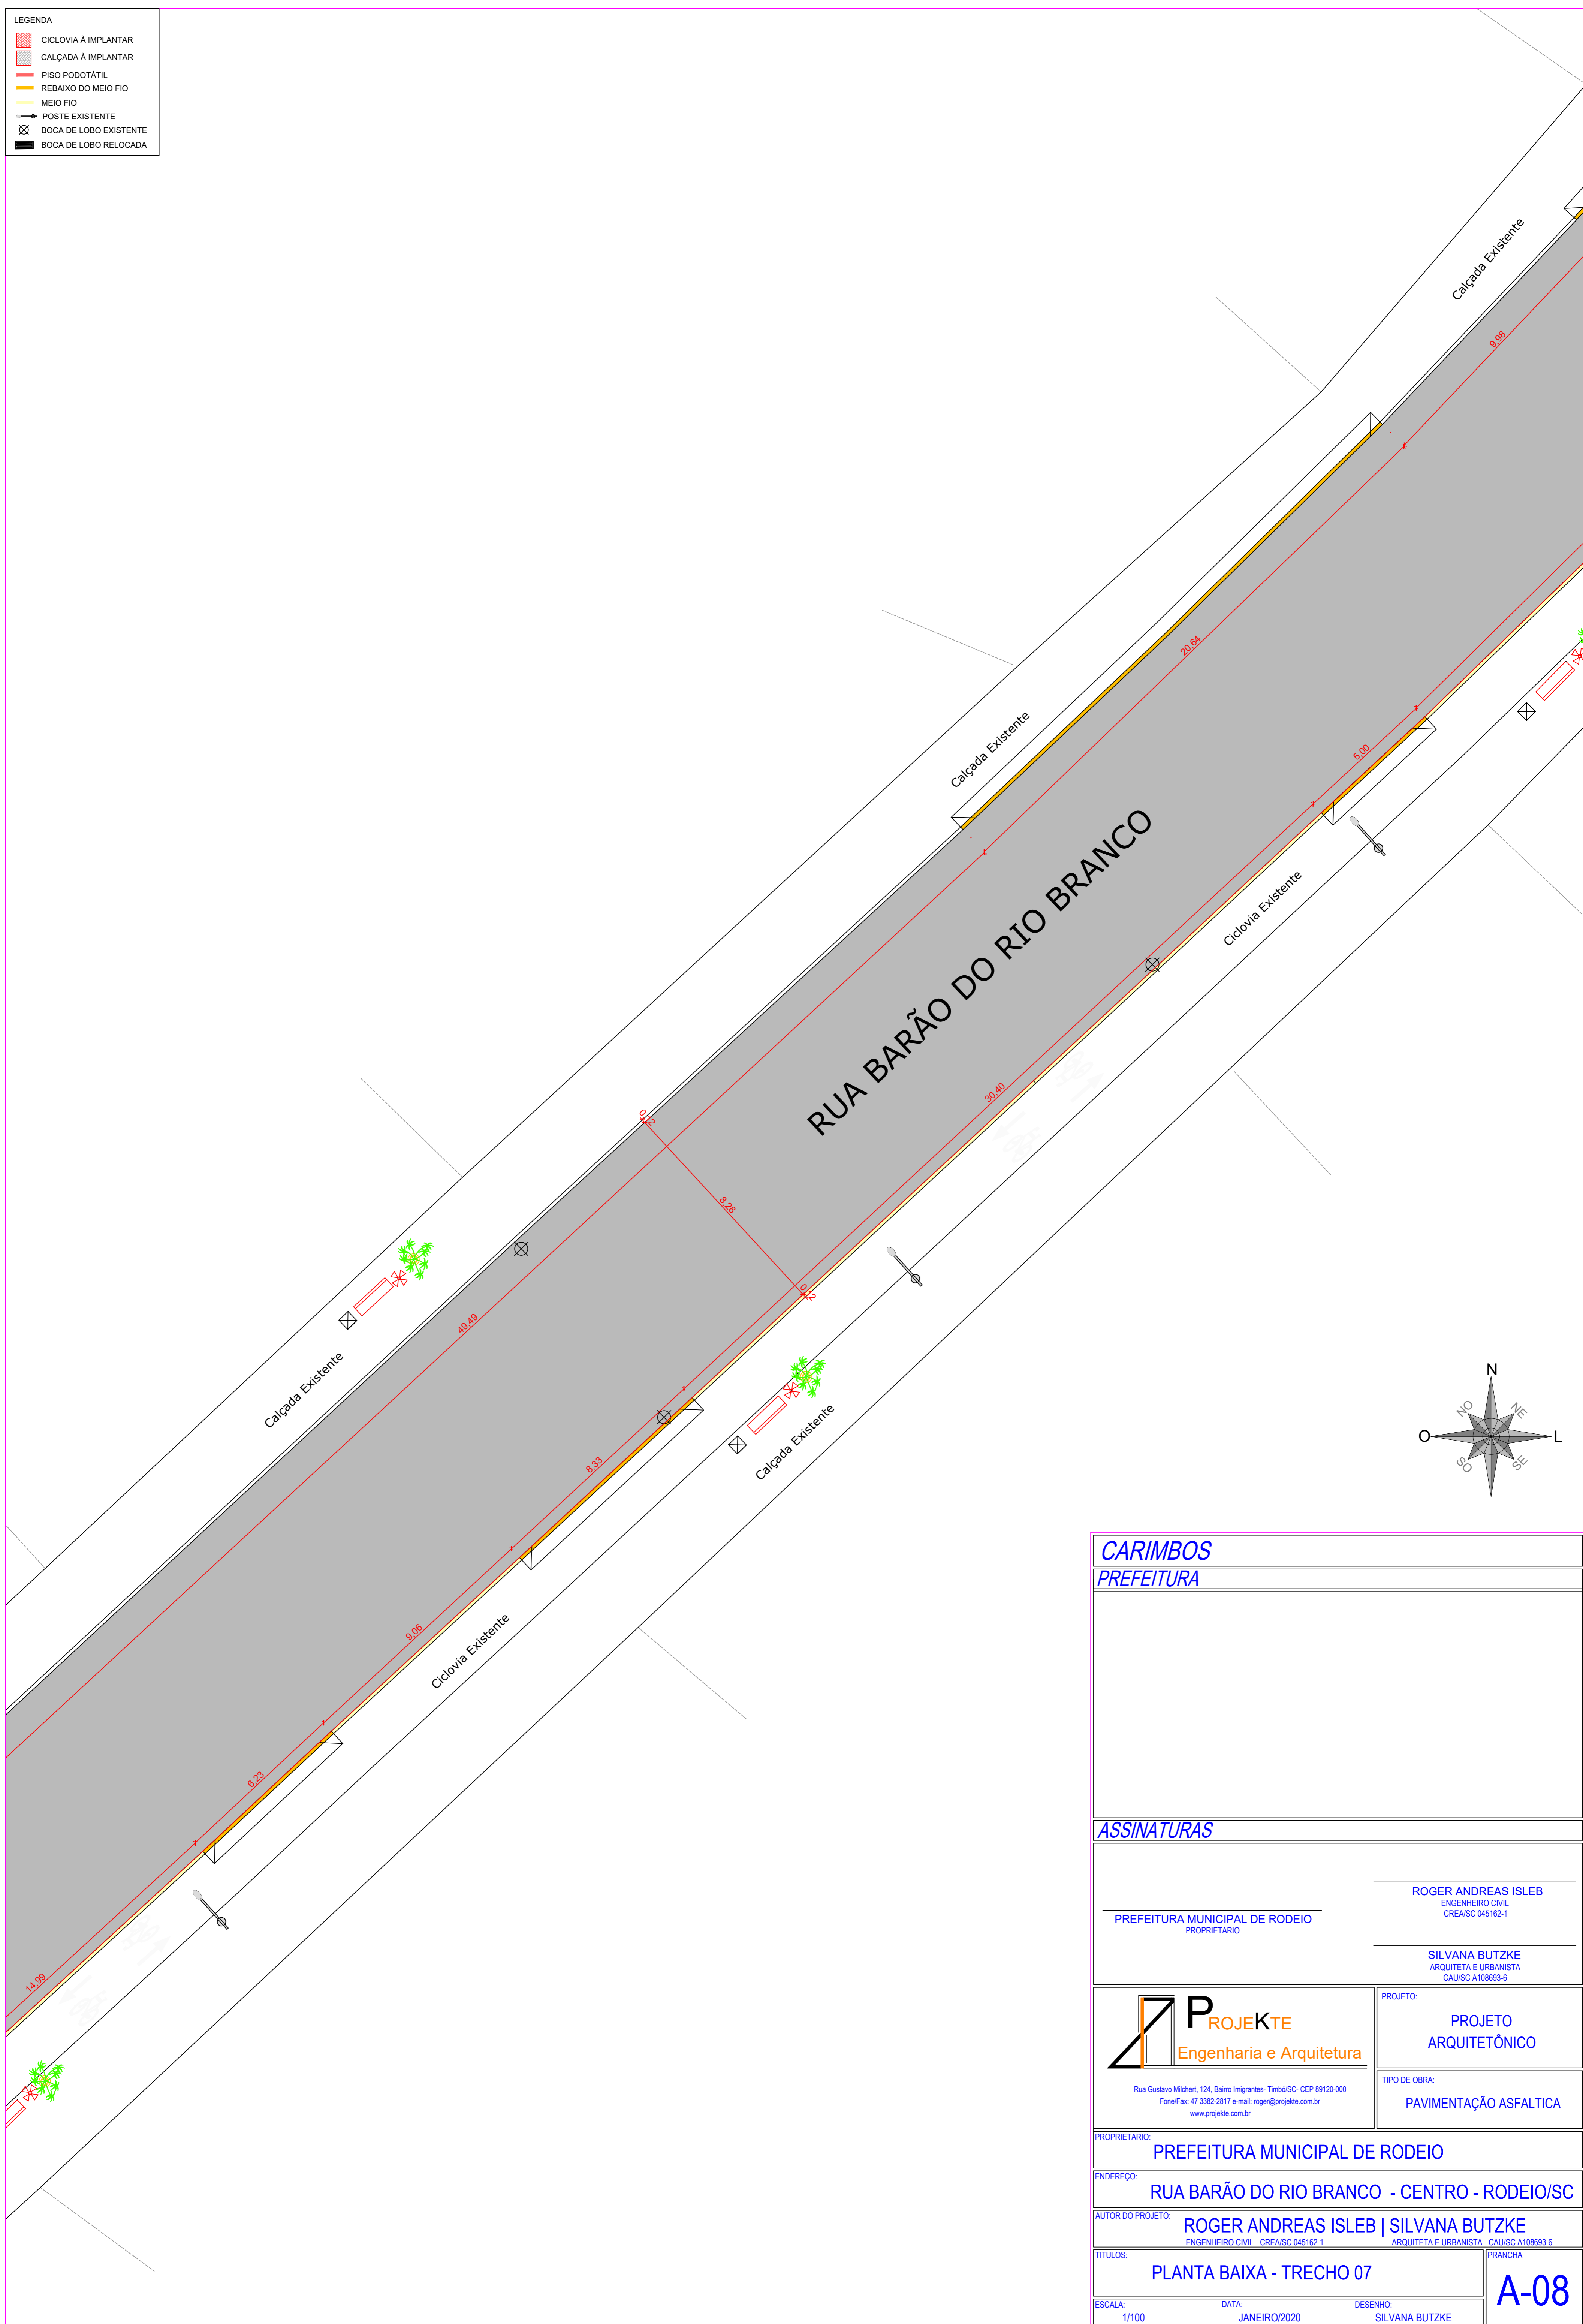 LEGENDA
CICLOVIA À IMPLANTAR
CALÇADA À IMPLANTAR
PISO PODOTÁTIL
REBAIXO DO MEIO FIO
MEIO FIO
POSTE EXISTENTE
BOCA DE LOBO EXISTENTE
BOCA DE LOBO RELOCADA
Calçada Existente
9,98
20,64
Calçada Existente
5,00
RUA BARÃO DO RIO BRANCO
Ciclovia Existente
30,40
0,12
8,28
0,12
49,49
Calçada Existente
Calçada Existente
8,33
9,06
Ciclovia Existente
6,23
14,99
N
NO
NE
O
L
SO
SE
CARIMBOS
PREFEITURA
ASSINATURAS
PREFEITURA MUNICIPAL DE RODEIO
PROPRIETARIO
ROGER ANDREAS ISLEB
ENGENHEIRO CIVIL
CREA/SC 045162-1
SILVANA BUTZKE
ARQUITETA E URBANISTA
CAU/SC A108693-6
PROJEKTE
Engenharia e Arquitetura
Rua Gustavo Milchert, 124, Bairro Imigrantes- Timbó/SC- CEP 89120-000
Fone/Fax: 47 3382-2817 e-mail: roger@projekte.com.br
www.projekte.com.br
PROJETO:
PROJETO
ARQUITETÔNICO
TIPO DE OBRA:
PAVIMENTAÇÃO ASFALTICA
PROPRIETARIO:
PREFEITURA MUNICIPAL DE RODEIO
ENDEREÇO:
RUA BARÃO DO RIO BRANCO - CENTRO - RODEIO/SC
AUTOR DO PROJETO:
ROGER ANDREAS ISLEB | SILVANA BUTZKE
ENGENHEIRO CIVIL - CREA/SC 045162-1
ARQUITETA E URBANISTA - CAU/SC A108693-6
TITULOS:
PLANTA BAIXA - TRECHO 07
PRANCHA
A-08
ESCALA:
1/100
DATA:
JANEIRO/2020
DESENHO:
SILVANA BUTZKE